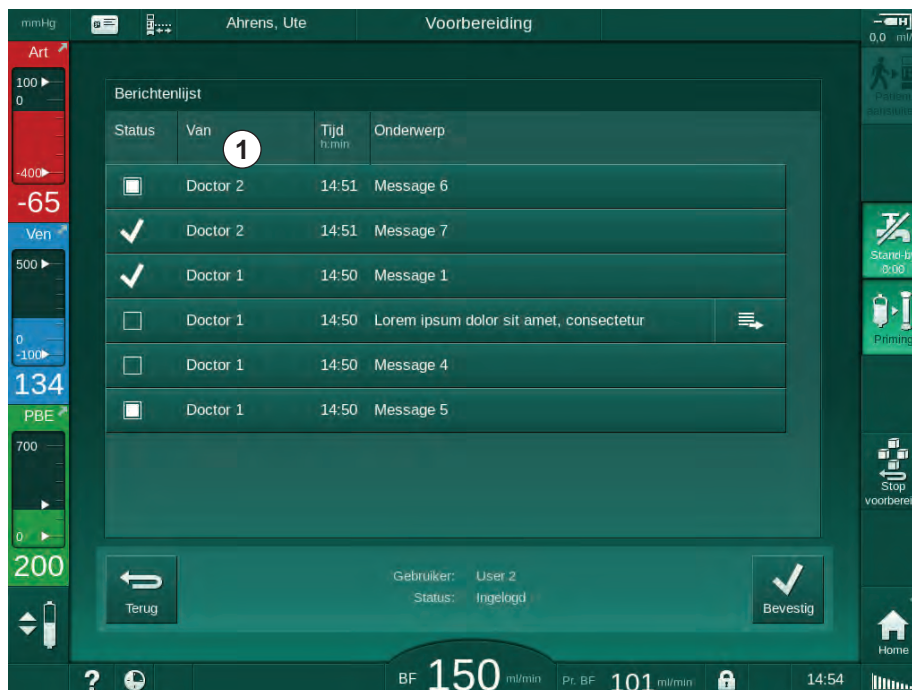 mmHg
Ahrens, Ute
Voorbereiding
0,0 ml/
Art
100
0
-400
-65
Ven
500
0
-100
134
PBE
700
0
200
Berichtenlijst
Status Van Tijd Onderwerp
h:min
1
Doctor 2 14:51 Message 6
Doctor 2 14:51 Message 7
Doctor 1 14:50 Message 1
Doctor 1 14:50 Lorem ipsum dolor sit amet, consectetur
Doctor 1 14:50 Message 4
Doctor 1 14:50 Message 5
Gebruiker: User 2
Status: Ingelogd
Terug
Bevestig
Stand-b
0:00
Priming
Stop
voorberei
Home
? BF 150 ml/min Pr. BF 101 ml/min 14:54